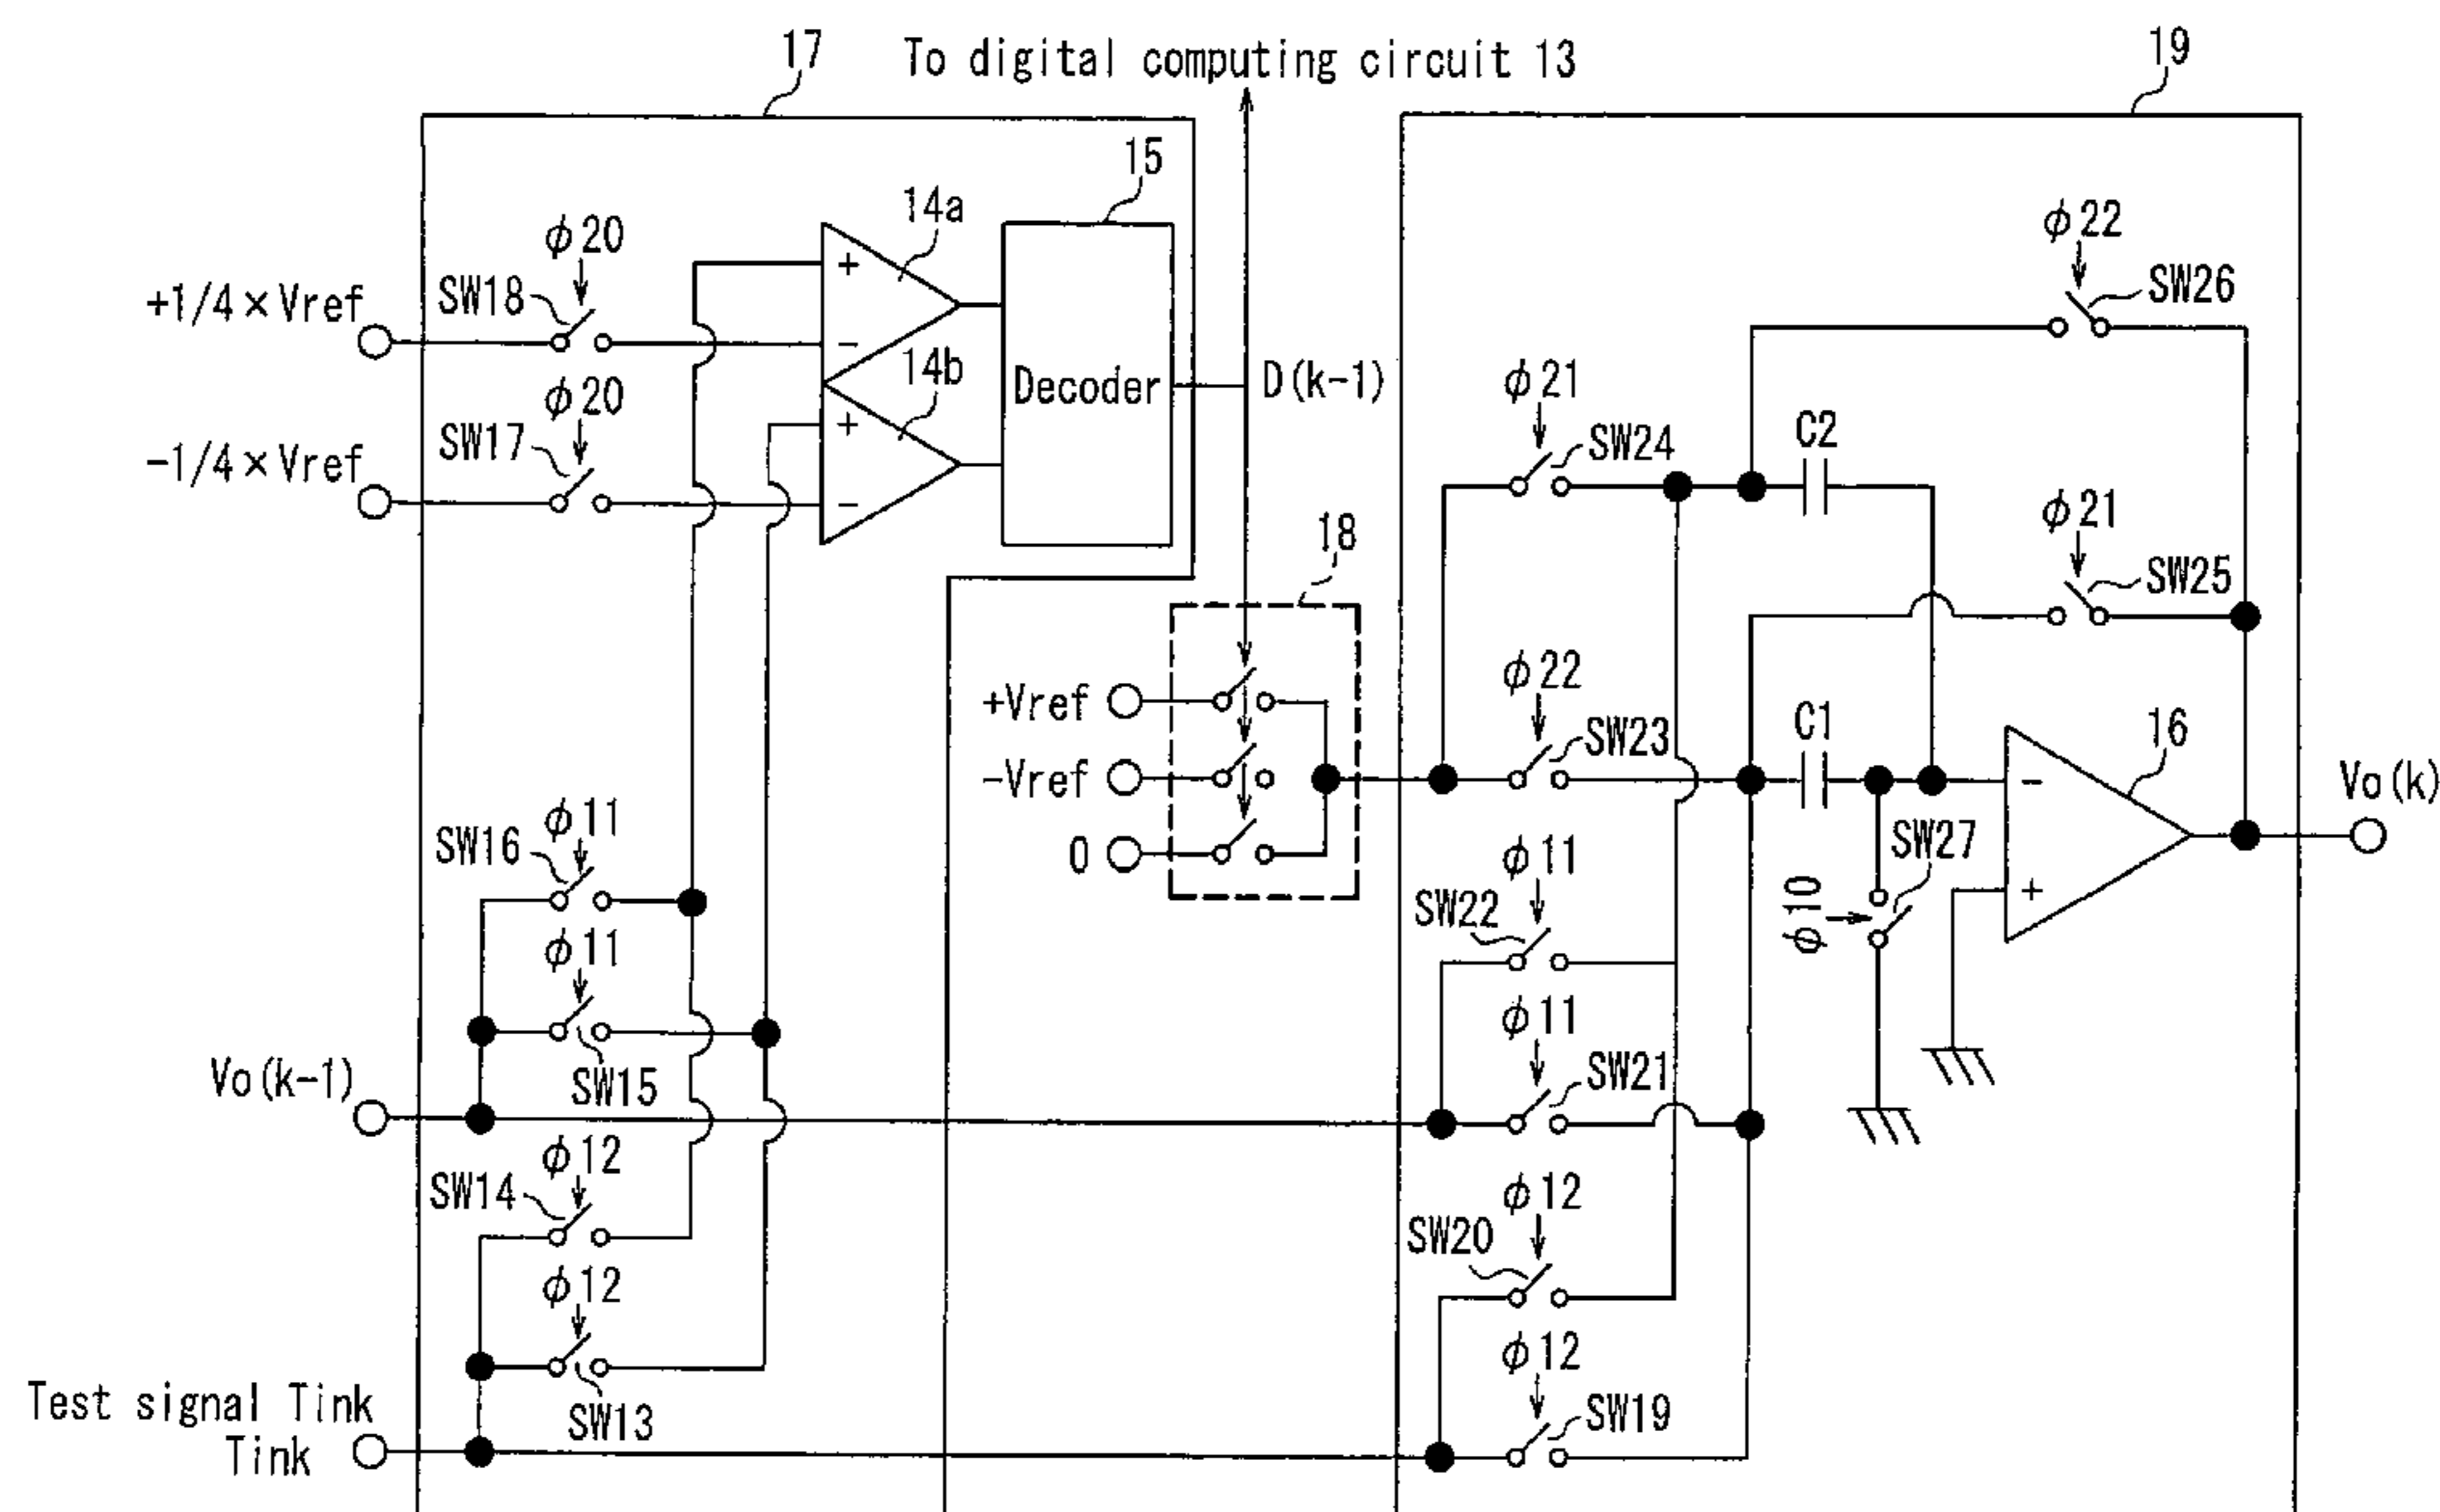 17
To digital computing circuit 13
19
15
14a
φ20
SW18
+1/4×Vref
+
−
φ22
SW26
14b
Decoder
D(k-1)
φ20
SW17
-1/4×Vref
+
−
φ21
SW24
C2
φ21
SW25
18
φ22
SW23
+Vref
-Vref
0
C1
16
−
+
Vo(k)
SW27
φ10
φ11
SW16
φ11
SW15
φ11
SW22
φ11
SW21
Vo(k-1)
φ12
SW14
φ12
SW13
φ12
SW20
φ12
SW19
Test signal Tink
Tink